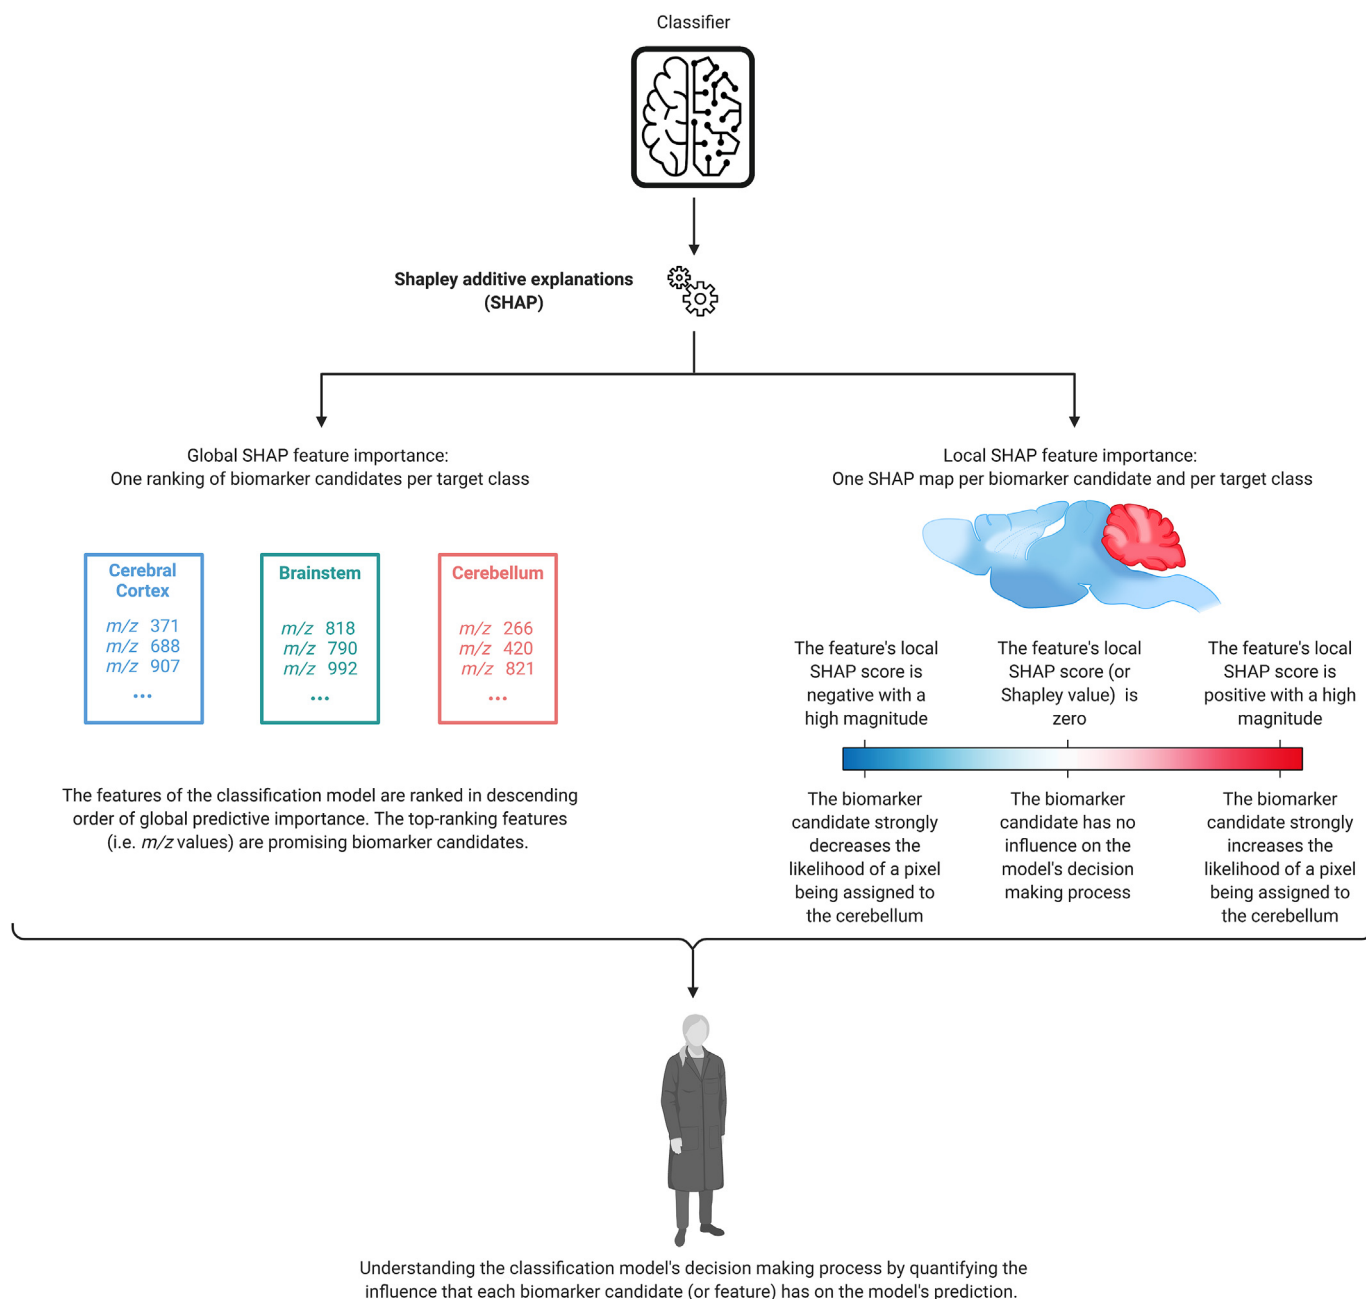 Classifier
Shapley additive explanations
(SHAP)
Global SHAP feature importance:
One ranking of biomarker candidates per target class
Cerebral
Cortex
m/z 371
m/z 688
m/z 907
...
Brainstem
m/z 818
m/z 790
m/z 992
...
Cerebellum
m/z 266
m/z 420
m/z 821
...
The features of the classification model are ranked in descending
order of global predictive importance. The top-ranking features
(i.e. m/z values) are promising biomarker candidates.
Local SHAP feature importance:
One SHAP map per biomarker candidate and per target class
The feature's local
SHAP score is
negative with a
high magnitude
The feature's local
SHAP score (or
Shapley value) is
zero
The feature's local
SHAP score is
positive with a high
magnitude
The biomarker
candidate strongly
decreases the
likelihood of a pixel
being assigned to
the cerebellum
The biomarker
candidate has no
influence on the
model's decision
making process
The biomarker
candidate strongly
increases the
likelihood of a pixel
being assigned to
the cerebellum
Understanding the classification model's decision making process by quantifying the
influence that each biomarker candidate (or feature) has on the model's prediction.